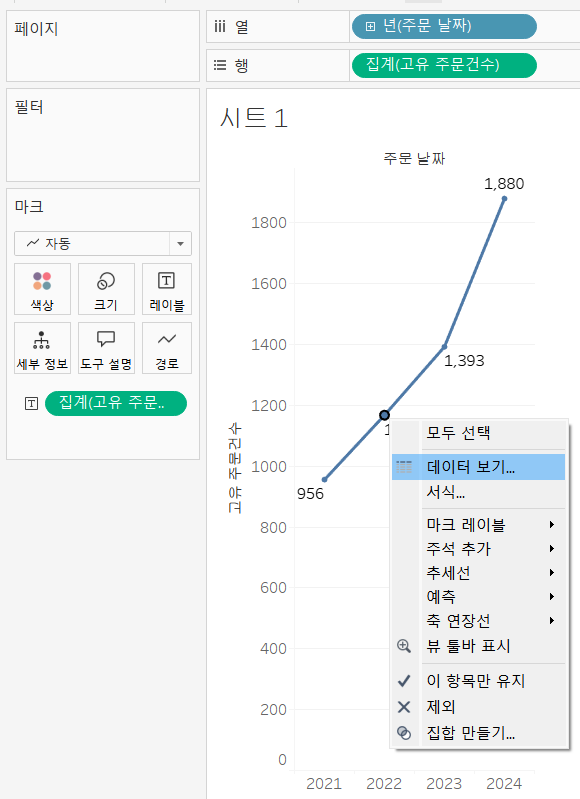 페이지
필터
마크
자동
색상
크기
레이블
세부 정보
도구 설명
경로
집계(고유 주문..
열
년(주문 날짜)
행
집계(고유 주문건수)
시트 1
주문 날짜
고유 주문건수
1800
1600
1400
1200
1000
800
600
400
200
0
1,880
1,393
956
2021
2022
2023
2024
모두 선택
데이터 보기...
서식...
마크 레이블
주석 추가
추세선
예측
축 연장선
뷰 툴바 표시
이 항목만 유지
제외
집합 만들기...